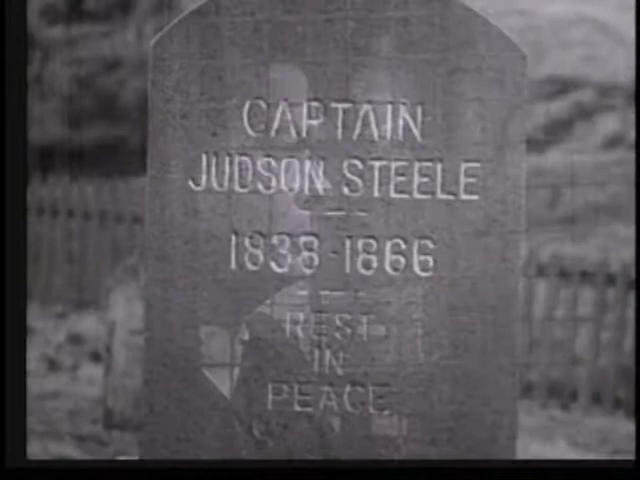 CAPTAIN
JUDSON STEELE
1838-1866
REST
IN
PEACE